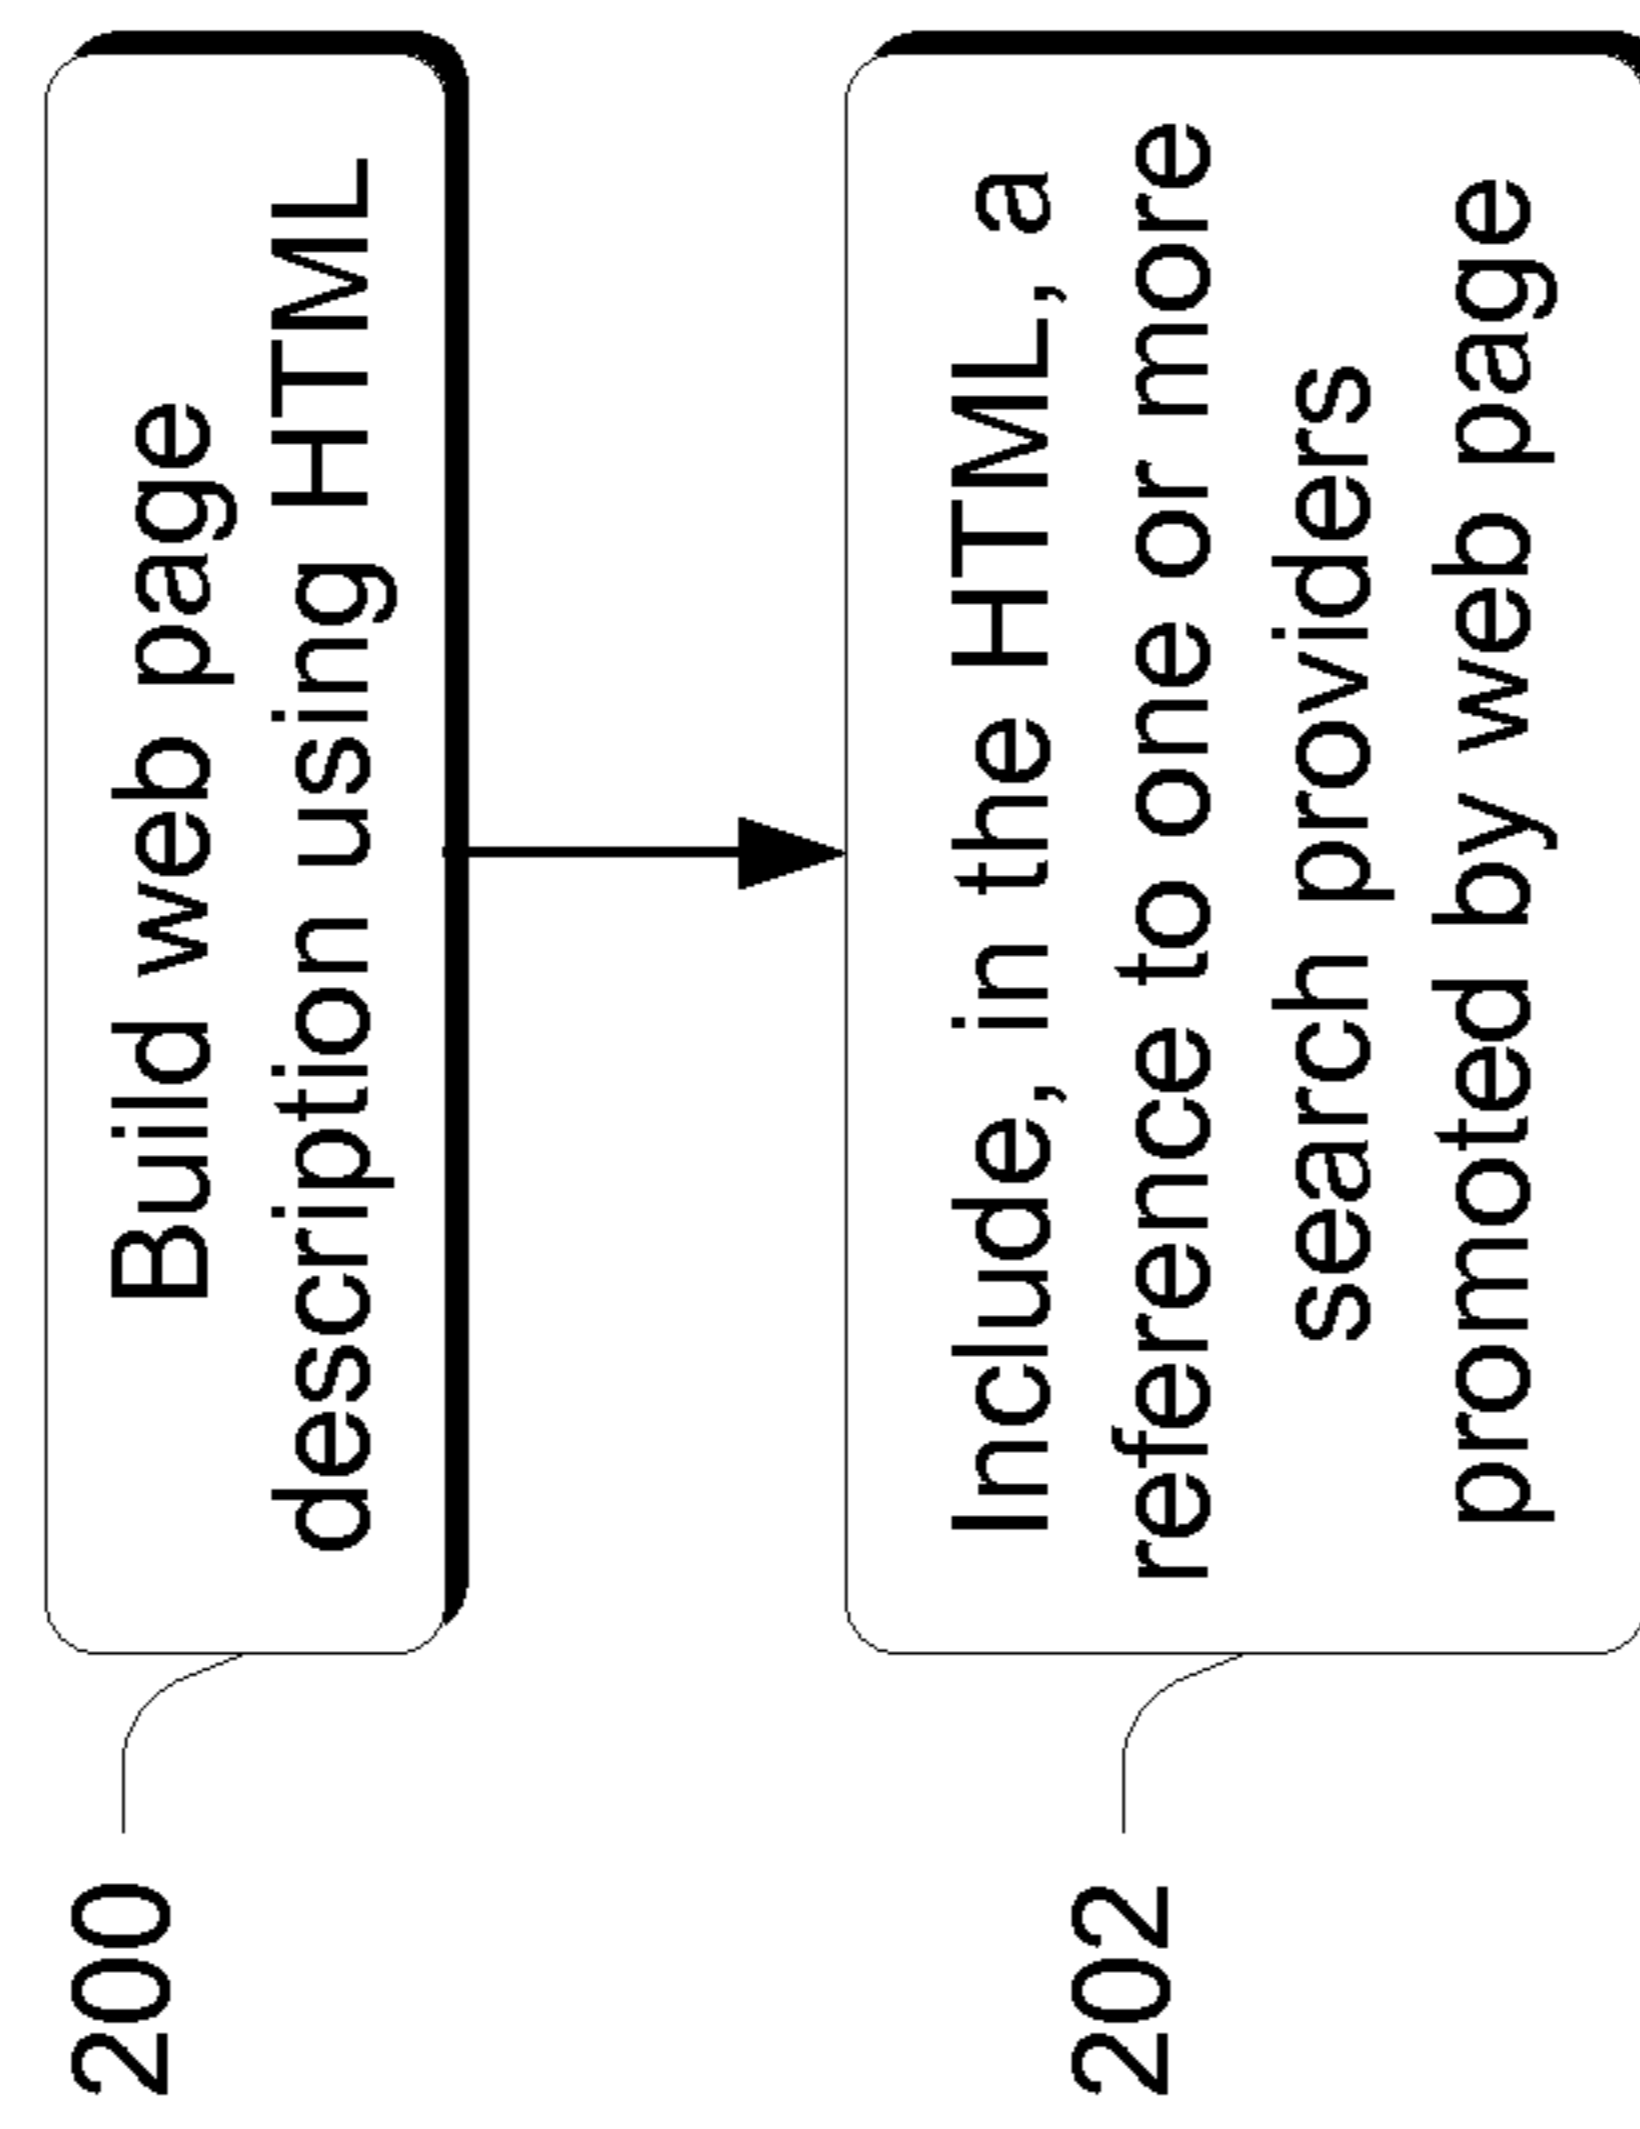 200
Build web page
description using HTML
202
Include, in the HTML, a
reference to one or more
search providers
promoted by web page